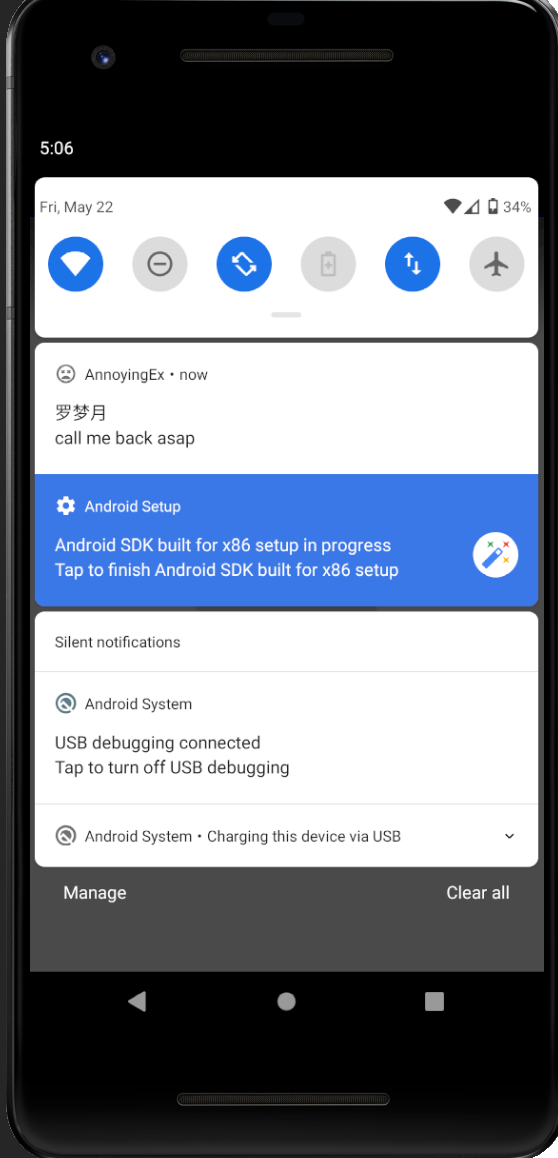 5:06
Fri, May 22
34%
AnnoyingEx • now
罗梦月
call me back asap
Android Setup
Android SDK built for x86 setup in progress
Tap to finish Android SDK built for x86 setup
Silent notifications
Android System
USB debugging connected
Tap to turn off USB debugging
Android System • Charging this device via USB
Manage
Clear all